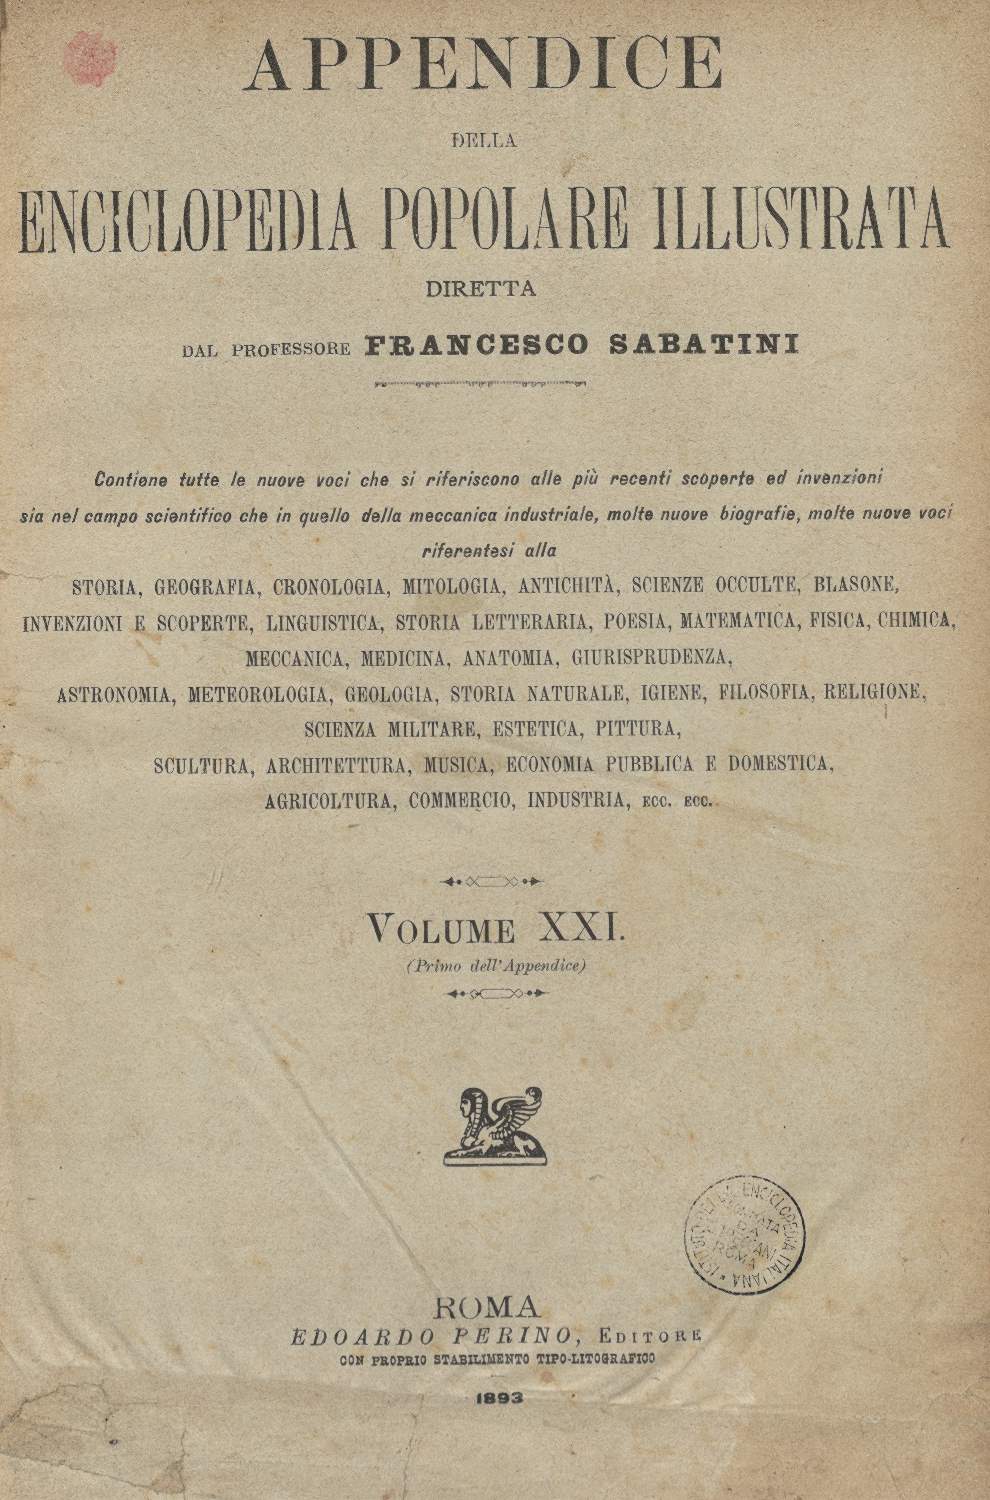 APPENDICE
DELLA
ENCICLOPEDIA POPOLARE ILLUSTRATA
DIRETTA
DAL PROFESSORE FRANCESCO SABATINI
Contiene tutte le nuove voci che si riferiscono alle più recenti scoperte ed invenzioni
sia nel campo scientifico che in quello della meccanica industriale, molte nuove biografie, molte nuove voci
riferentesi alla
STORIA, GEOGRAFIA, CRONOLOGIA, MITOLOGIA, ANTICHITÀ, SCIENZE OCCULTE, BLASONE,
INVENZIONI E SCOPERTE, LINGUISTICA, STORIA LETTERARIA, POESIA, MATEMATICA, FISICA, CHIMICA,
MECCANICA, MEDICINA, ANATOMIA, GIURISPRUDENZA,
ASTRONOMIA, METEOROLOGIA, GEOLOGIA, STORIA NATURALE, IGIENE, FILOSOFIA, RELIGIONE,
SCIENZA MILITARE, ESTETICA, PITTURA,
SCULTURA, ARCHITETTURA, MUSICA, ECONOMIA PUBBLICA E DOMESTICA,
AGRICOLTURA, COMMERCIO, INDUSTRIA, ECC. ECC.
VOLUME XXI.
(Primo dell'Appendice)
ISTITUTO DELLA ENCICLOPEDIA ITALIANA
ROMA
ROMA
EDOARDO PERINO, EDITORE
CON PROPRIO STABILIMENTO TIPO-LITOGRAFICO
1893